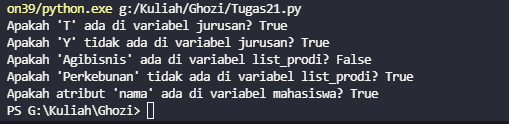 on39/python.exe g:/Kuliah/Ghozi/Tugas21.py
Apakah 'T' ada di variabel jurusan? True
Apakah 'Y' tidak ada di variabel jurusan? True
Apakah 'Agibisnis' ada di variabel list_prodi? False
Apakah 'Perkebunan' tidak ada di variabel list_prodi? True
Apakah atribut 'nama' ada di variabel mahasiswa? True
PS G:\Kuliah\Ghozi>